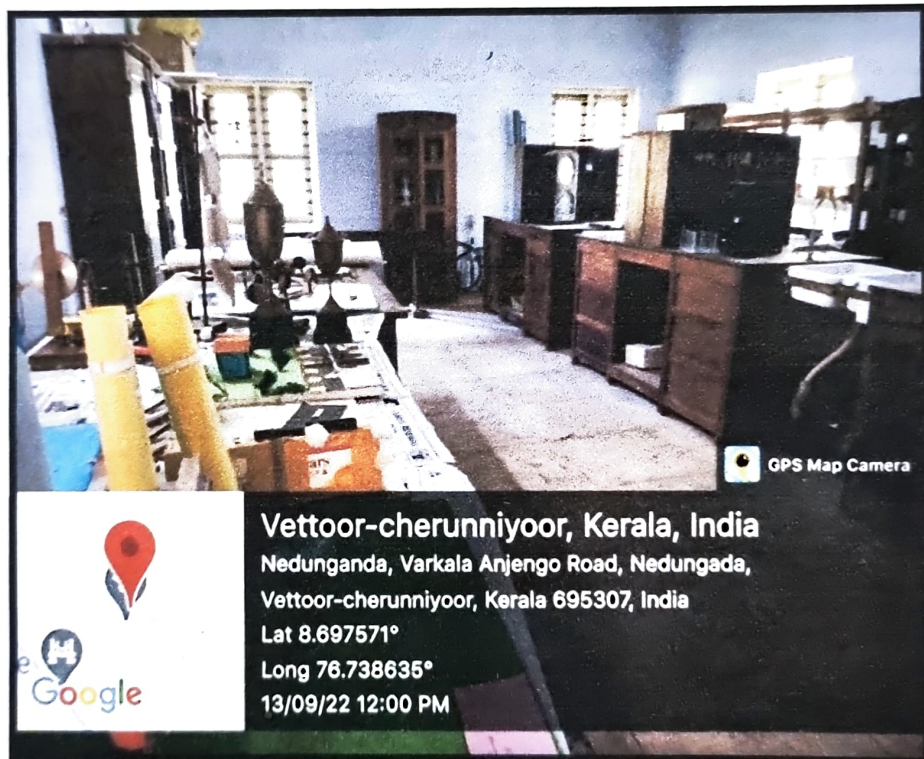 GPS Map Camera
Vettoor-cherunniyoor, Kerala, India
Nedunganda, Varkala Anjengo Road, Nedungada,
Vettoor-cherunniyoor, Kerala 695307, India
Lat 8.697571°
Long 76.738635°
13/09/22 12:00 PM
Google